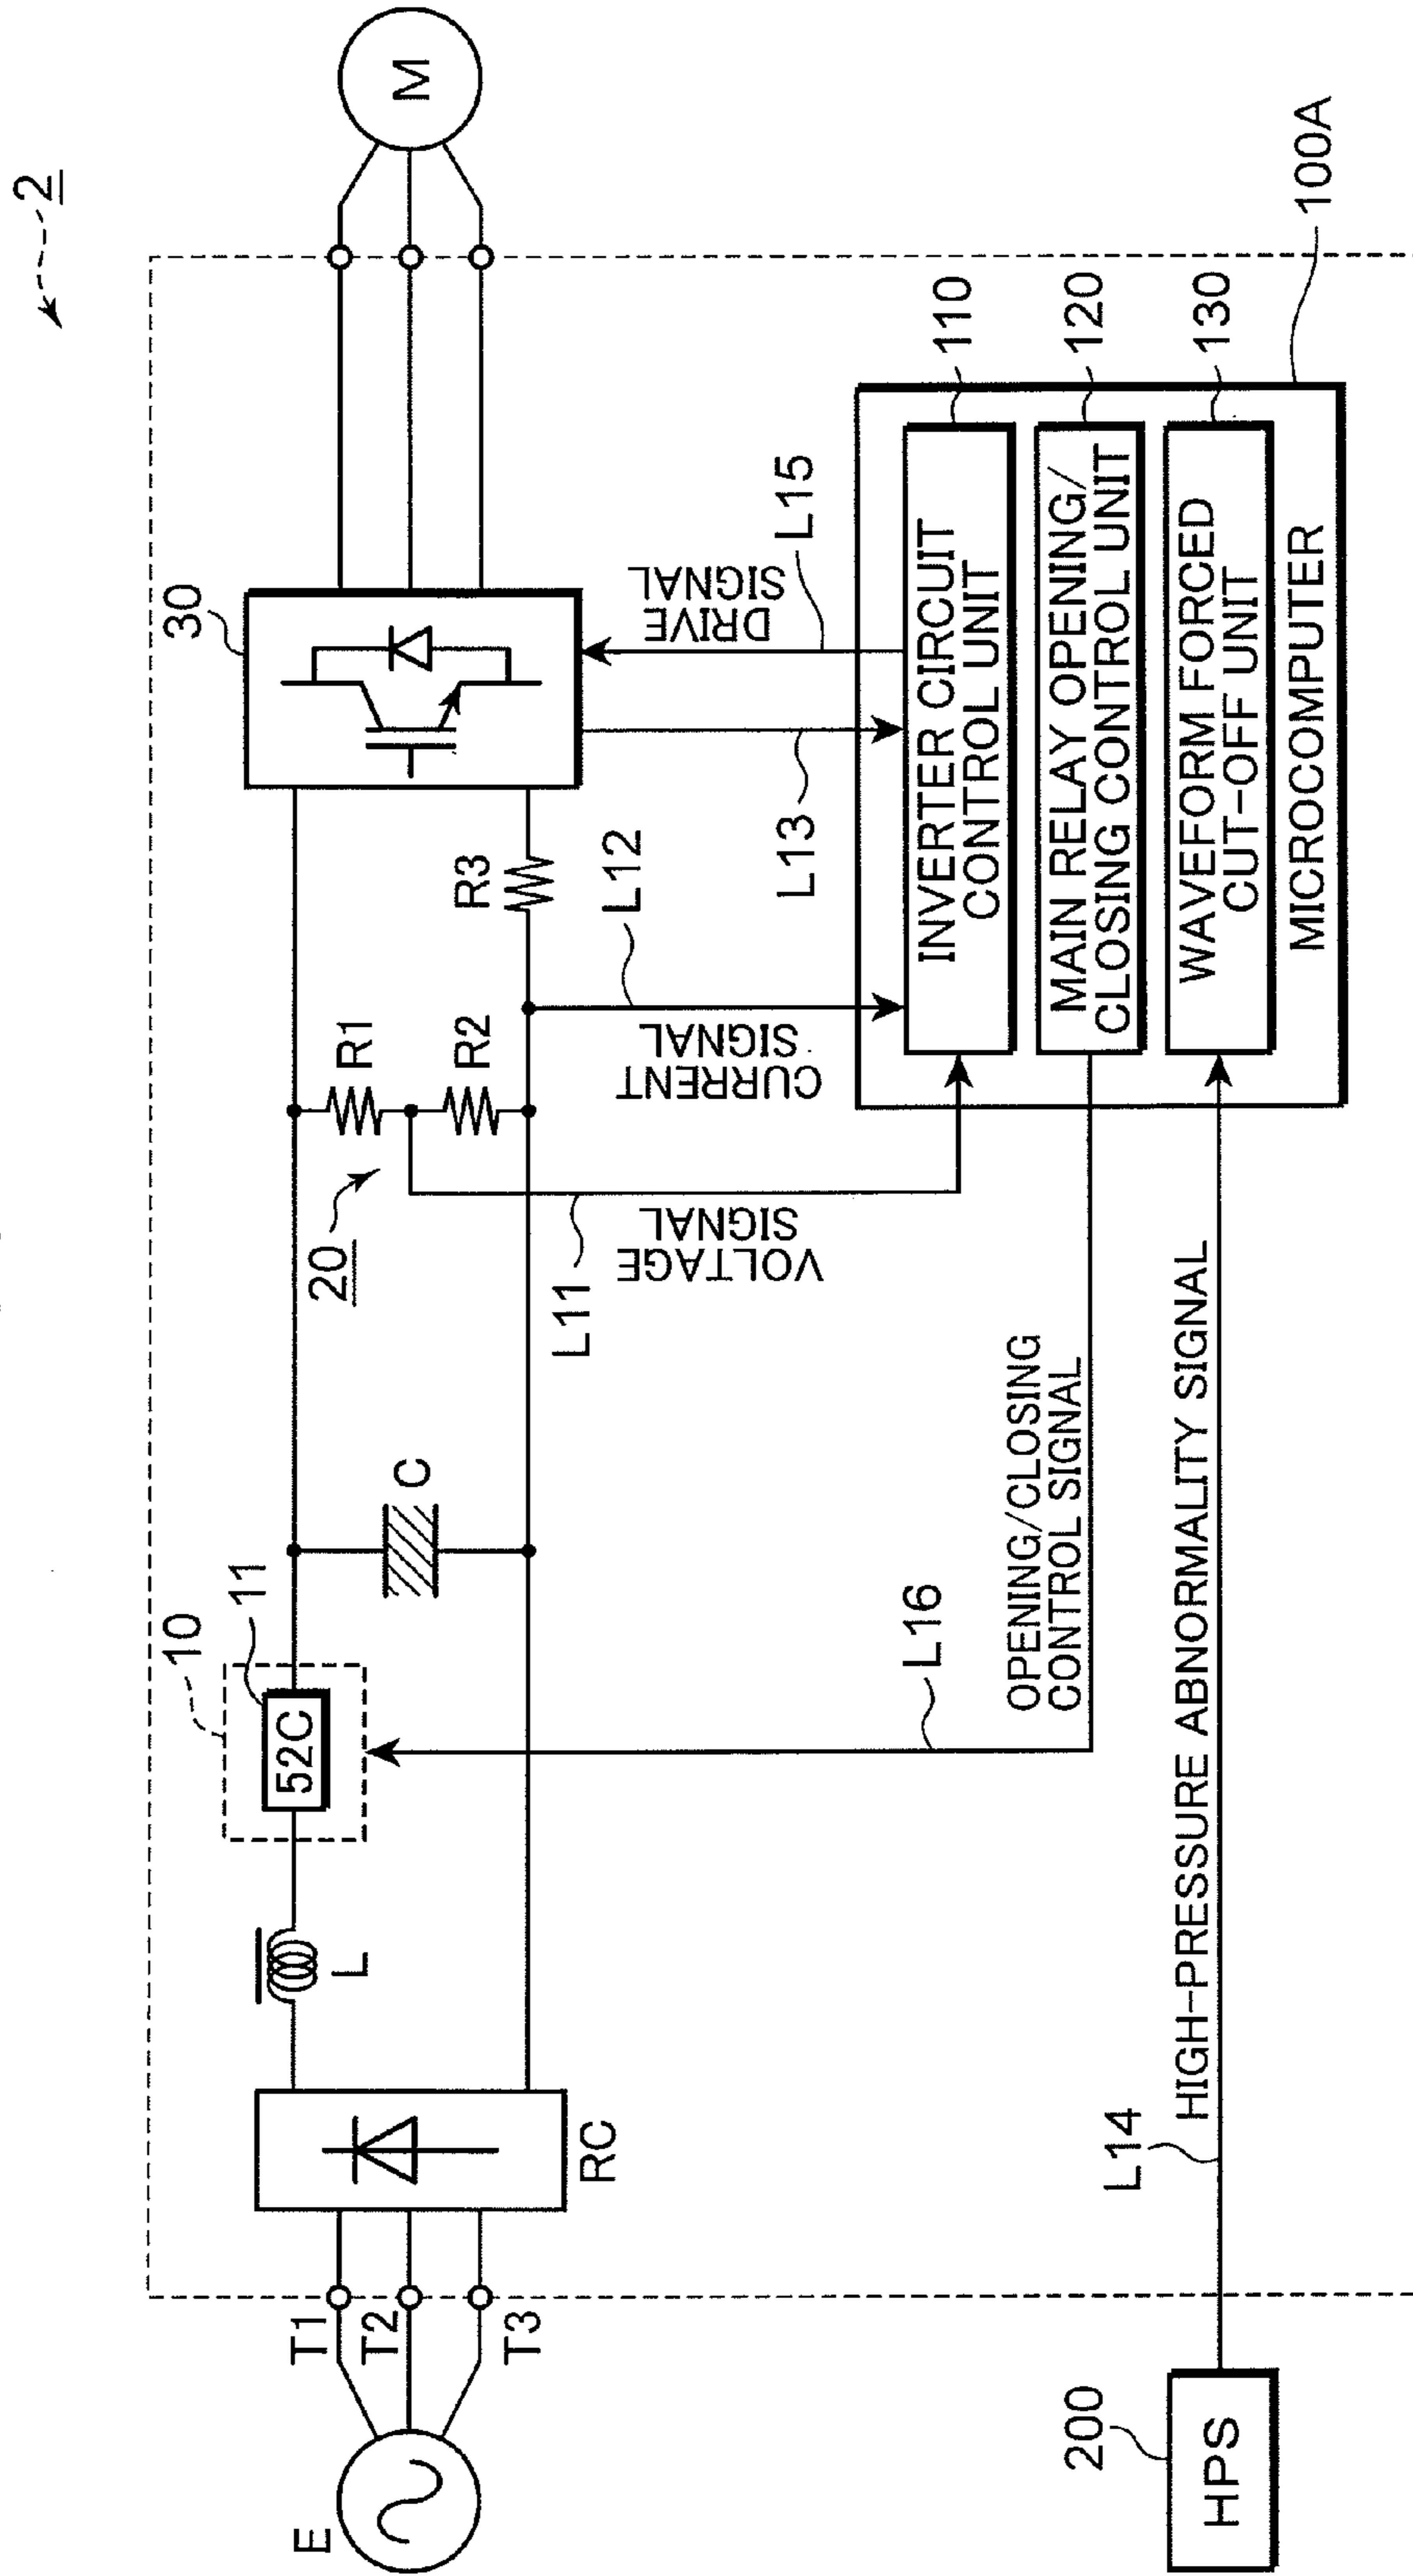 2
E
T1
T2
T3
RC
L
10
11
52C
C
20
R1
R2
R3
30
M
L11
VOLTAGE
SIGNAL
CURRENT
SIGNAL
L12
L13
DRIVE
SIGNAL
L15
L16
OPENING/CLOSING
CONTROL SIGNAL
INVERTER CIRCUIT
CONTROL UNIT
110
MAIN RELAY OPENING/
CLOSING CONTROL UNIT
120
WAVEFORM FORCED
CUT-OFF UNIT
130
MICROCOMPUTER
100A
200
HPS
L14
HIGH-PRESSURE ABNORMALITY SIGNAL